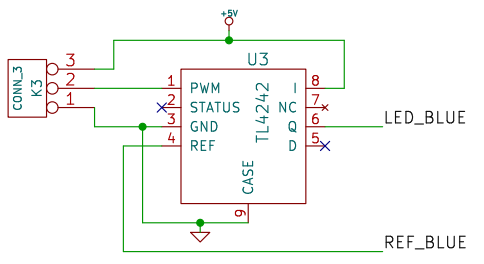 +5V
U3
CONN_3
K3
3
2
1
1 PWM
2 STATUS
3 GND
4 REF
TL4242
CASE
9
I 8
NC 7
Q 6
D 5
LED_BLUE
REF_BLUE